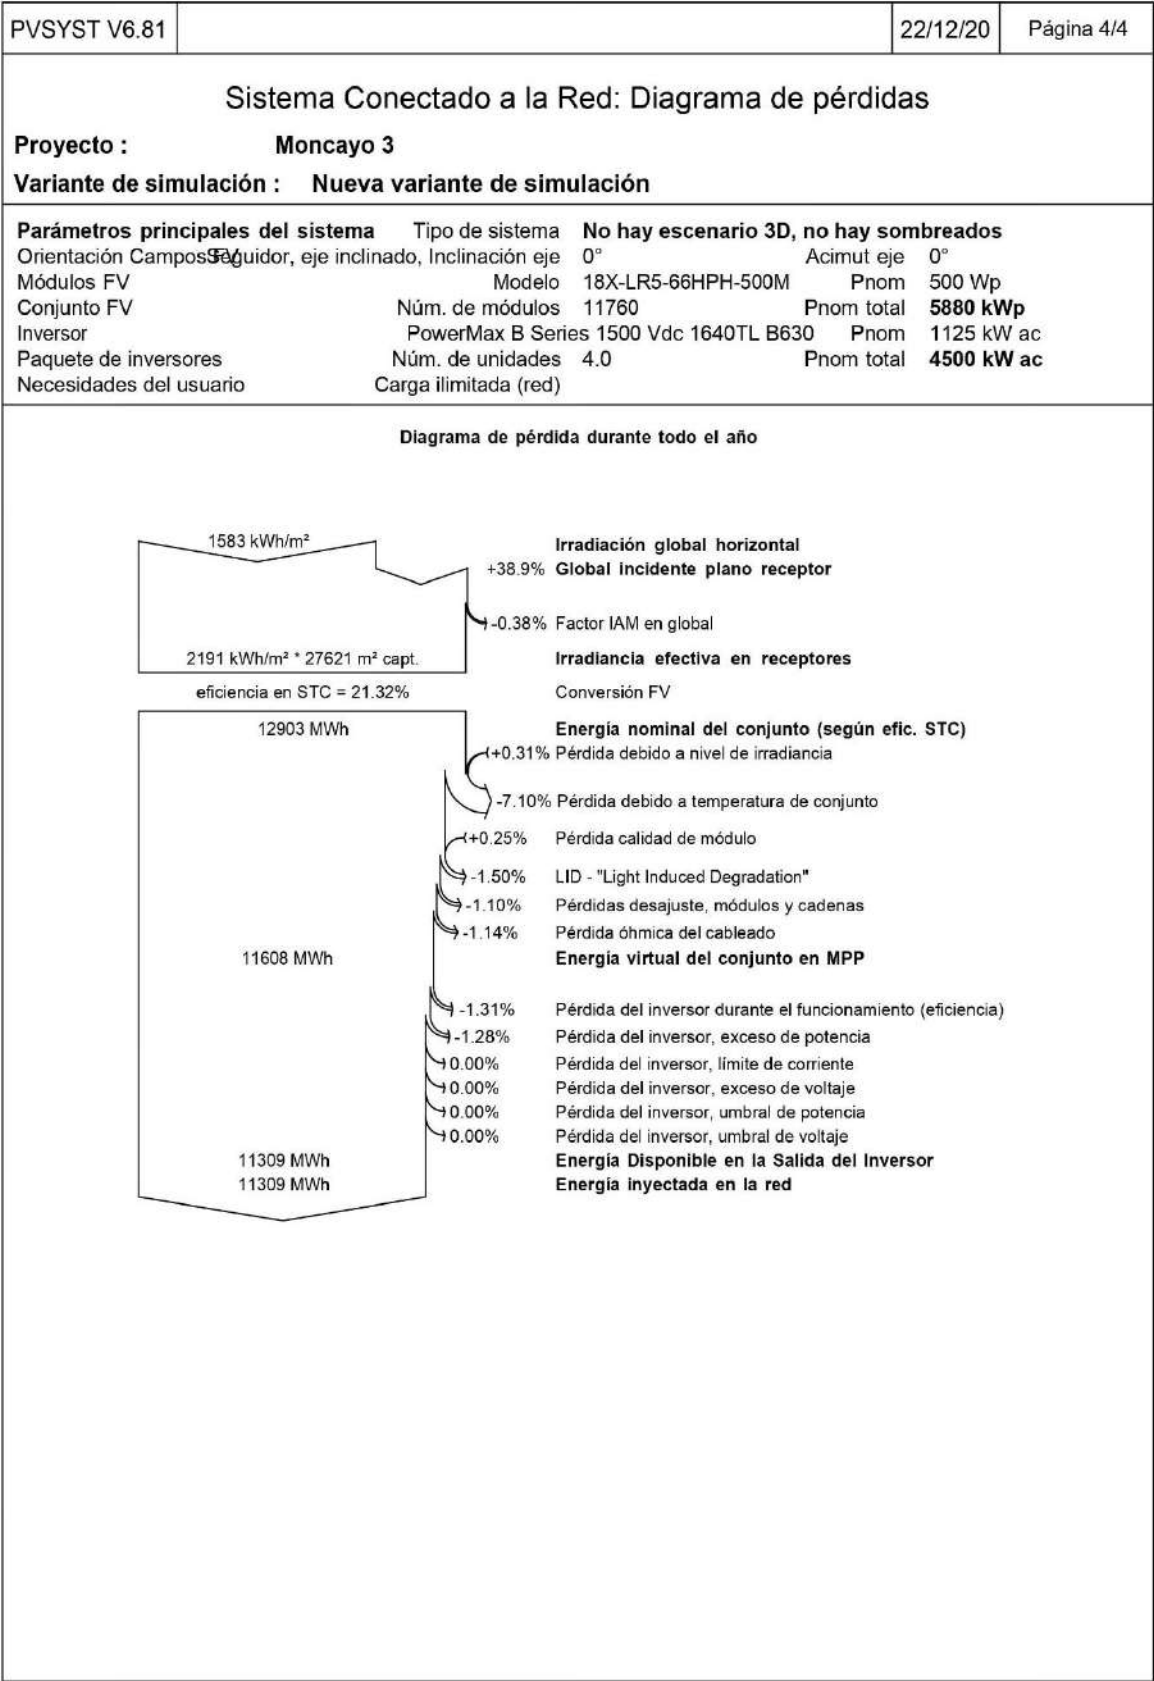 PVSYST V6.81 22/12/20 Página 4/4
Sistema Conectado a la Red: Diagrama de pérdidas
Proyecto : Moncayo 3
Variante de simulación : Nueva variante de simulación
Parámetros principales del sistema Tipo de sistema No hay escenario 3D, no hay sombreados
Orientación Campos FV Seguidor, eje inclinado, Inclinación eje 0° Acimut eje 0°
Módulos FV Modelo 18X-LR5-66HPH-500M Pnom 500 Wp
Conjunto FV Núm. de módulos 11760 Pnom total 5880 kWp
Inversor PowerMax B Series 1500 Vdc 1640TL B630 Pnom 1125 kW ac
Paquete de inversores Núm. de unidades 4.0 Pnom total 4500 kW ac
Necesidades del usuario Carga ilimitada (red)
Diagrama de pérdida durante todo el año
1583 kWh/m² Irradiación global horizontal
+38.9% Global incidente plano receptor
-0.38% Factor IAM en global
2191 kWh/m² * 27621 m² capt. Irradiancia efectiva en receptores
eficiencia en STC = 21.32% Conversión FV
12903 MWh Energía nominal del conjunto (según efic. STC)
+0.31% Pérdida debido a nivel de irradiancia
-7.10% Pérdida debido a temperatura de conjunto
+0.25% Pérdida calidad de módulo
-1.50% LID - "Light Induced Degradation"
-1.10% Pérdidas desajuste, módulos y cadenas
-1.14% Pérdida óhmica del cableado
11608 MWh Energía virtual del conjunto en MPP
-1.31% Pérdida del inversor durante el funcionamiento (eficiencia)
-1.28% Pérdida del inversor, exceso de potencia
0.00% Pérdida del inversor, límite de corriente
0.00% Pérdida del inversor, exceso de voltaje
0.00% Pérdida del inversor, umbral de potencia
0.00% Pérdida del inversor, umbral de voltaje
11309 MWh Energía Disponible en la Salida del Inversor
11309 MWh Energía inyectada en la red